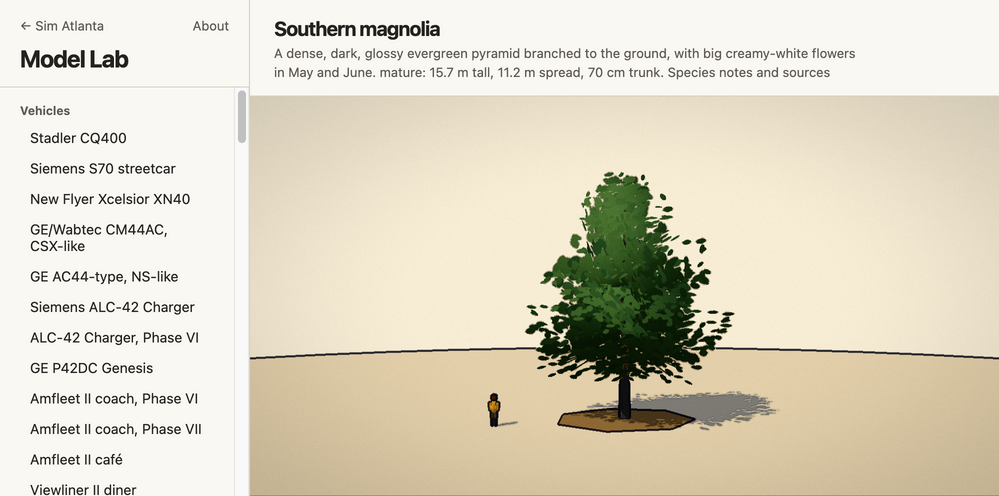 ← Sim Atlanta
About
Model Lab
Vehicles
Stadler CQ400
Siemens S70 streetcar
New Flyer Xcelsior XN40
GE/Wabtec CM44AC,
CSX-like
GE AC44-type, NS-like
Siemens ALC-42 Charger
ALC-42 Charger, Phase VI
GE P42DC Genesis
Amfleet II coach, Phase VI
Amfleet II coach, Phase VII
Amfleet II café
Viewliner II diner
Southern magnolia
A dense, dark, glossy evergreen pyramid branched to the ground, with big creamy-white flowers
in May and June. mature: 15.7 m tall, 11.2 m spread, 70 cm trunk. Species notes and sources